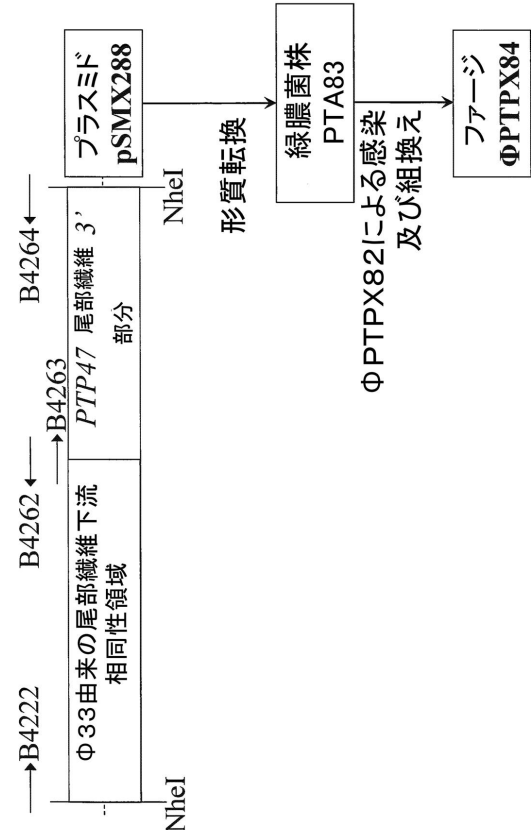 B4222
B4262
B4263
B4264
Φ33由来の尾部繊維下流
相同性領域
PTP47 尾部繊維 3'
部分
NheI
NheI
プラスミド
pSMX288
形質転換
緑膿菌株
PTA83
ΦPTPX82による感染
及び組換え
ファージ
ΦPTPX84